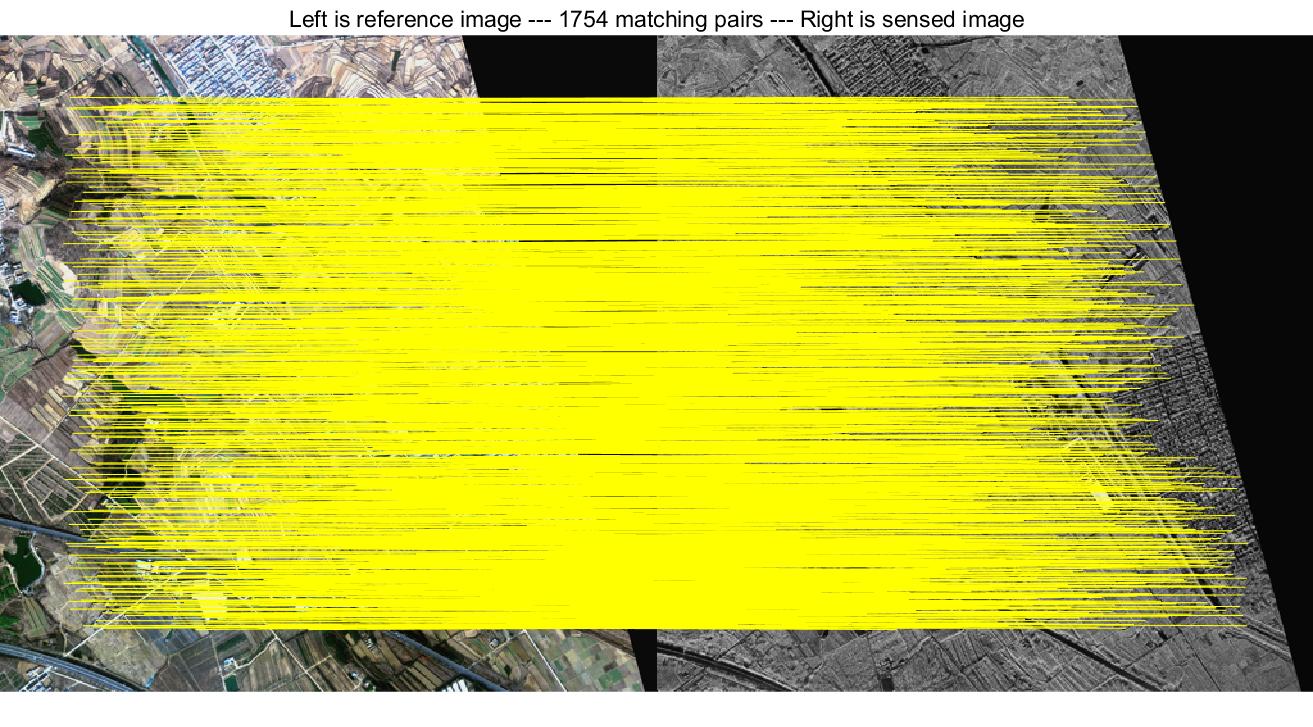 Left is reference image --- 1754 matching pairs --- Right is sensed image